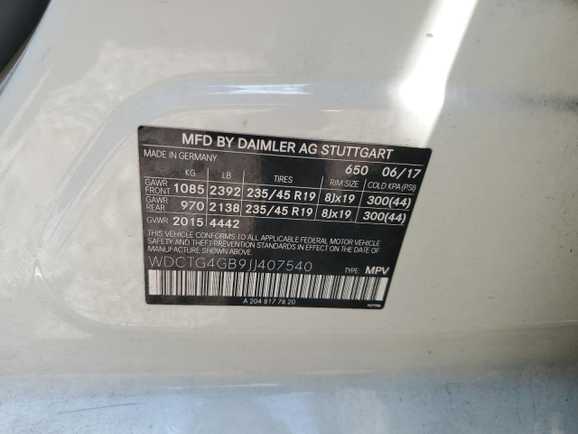 MFD BY DAIMLER AG STUTTGART
MADE IN GERMANY 650 06/17
KG LB TIRES RIM SIZE COLD KPA (PSI)
GAWR FRONT 1085 2392 235/45 R19 8Jx19 300(44)
GAWR REAR 970 2138 235/45 R19 8Jx19 300(44)
GVWR 2015 4442
THIS VEHICLE CONFORMS TO ALL APPLICABLE FEDERAL MOTOR VEHICLE
SAFETY, BUMPER, AND THEFT PREVENTION STANDARDS IN EFFECT
ON THE DATE OF MANUFACTURE SHOWN ABOVE.
WDCTG4GB9JJ407540 TYPE: MPV
A 204 817 78 20